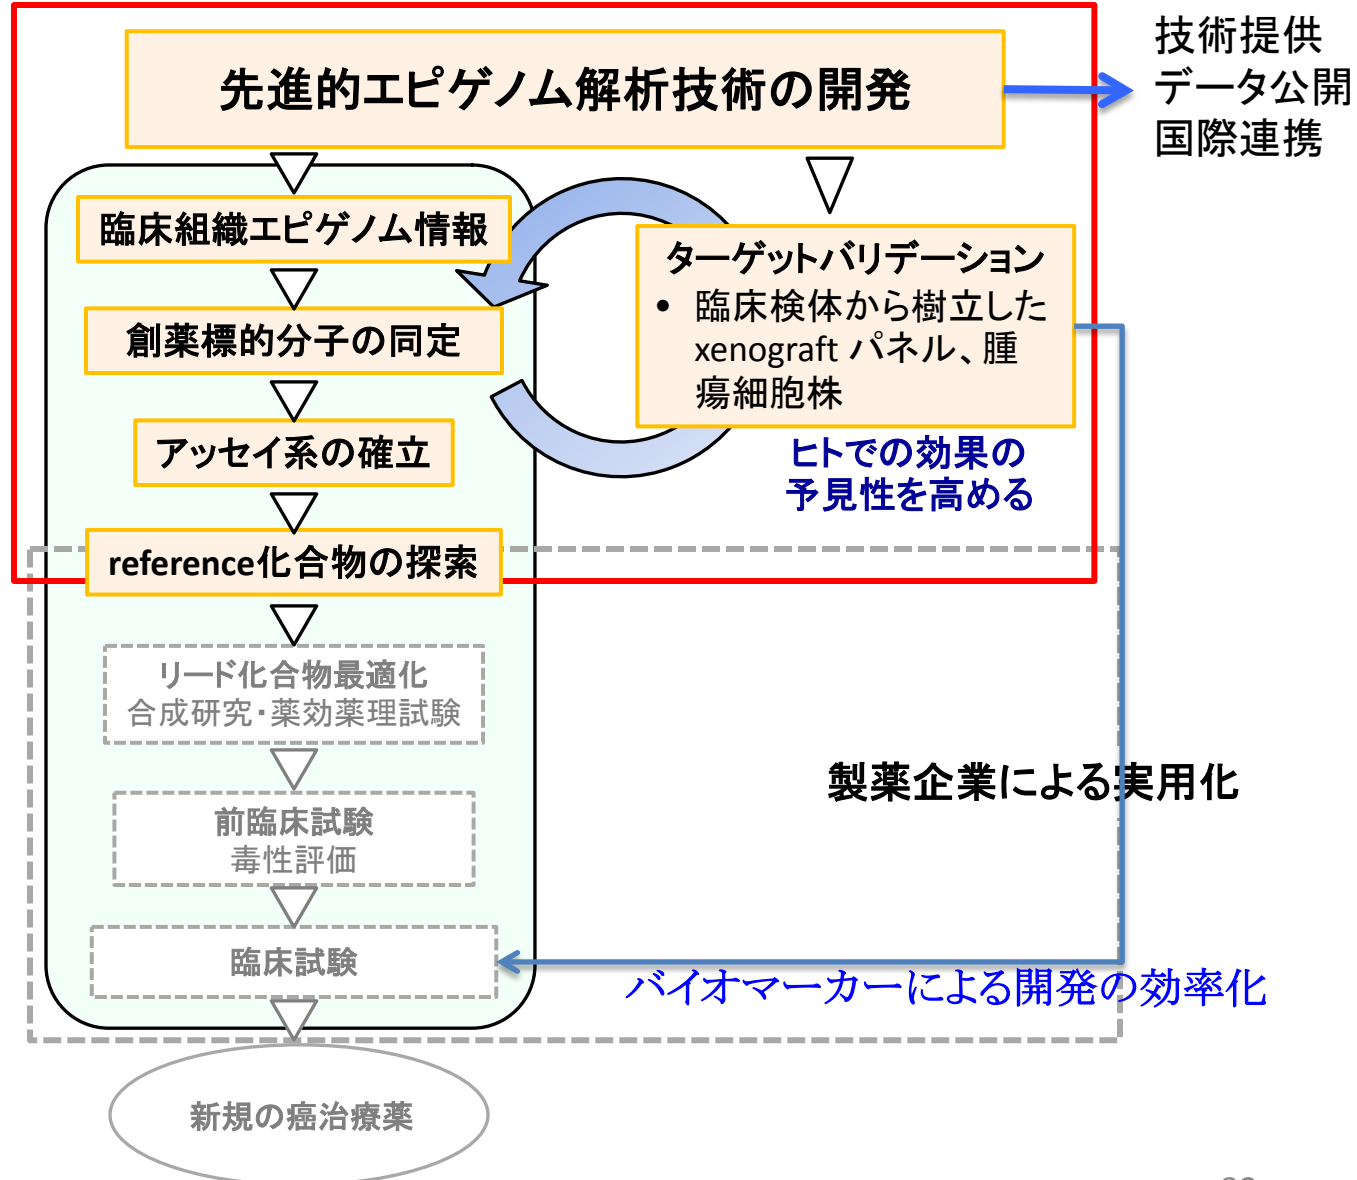 先進的エピゲノム解析技術の開発
技術提供
データ公開
国際連携
臨床組織エピゲノム情報
創薬標的分子の同定
アッセイ系の確立
reference化合物の探索
ターゲットバリデーション
• 臨床検体から樹立した
xenograft パネル、腫
瘍細胞株
ヒトでの効果の
予見性を高める
リード化合物最適化
合成研究・薬効薬理試験
前臨床試験
毒性評価
臨床試験
製薬企業による実用化
バイオマーカーによる開発の効率化
新規の癌治療薬